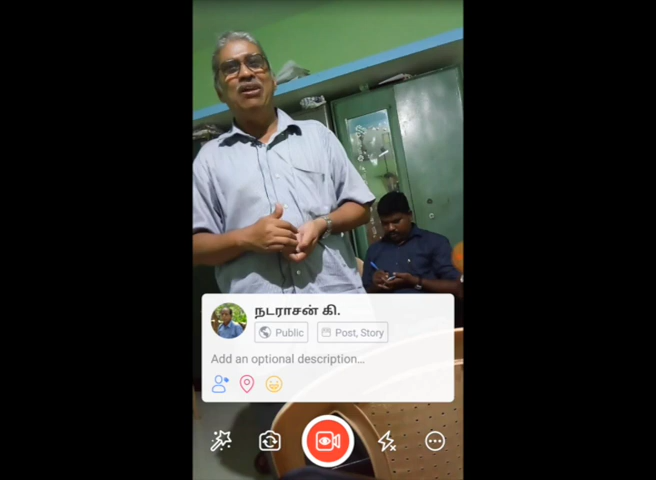 நடராசன் கி.
Public
Post, Story
Add an optional description...